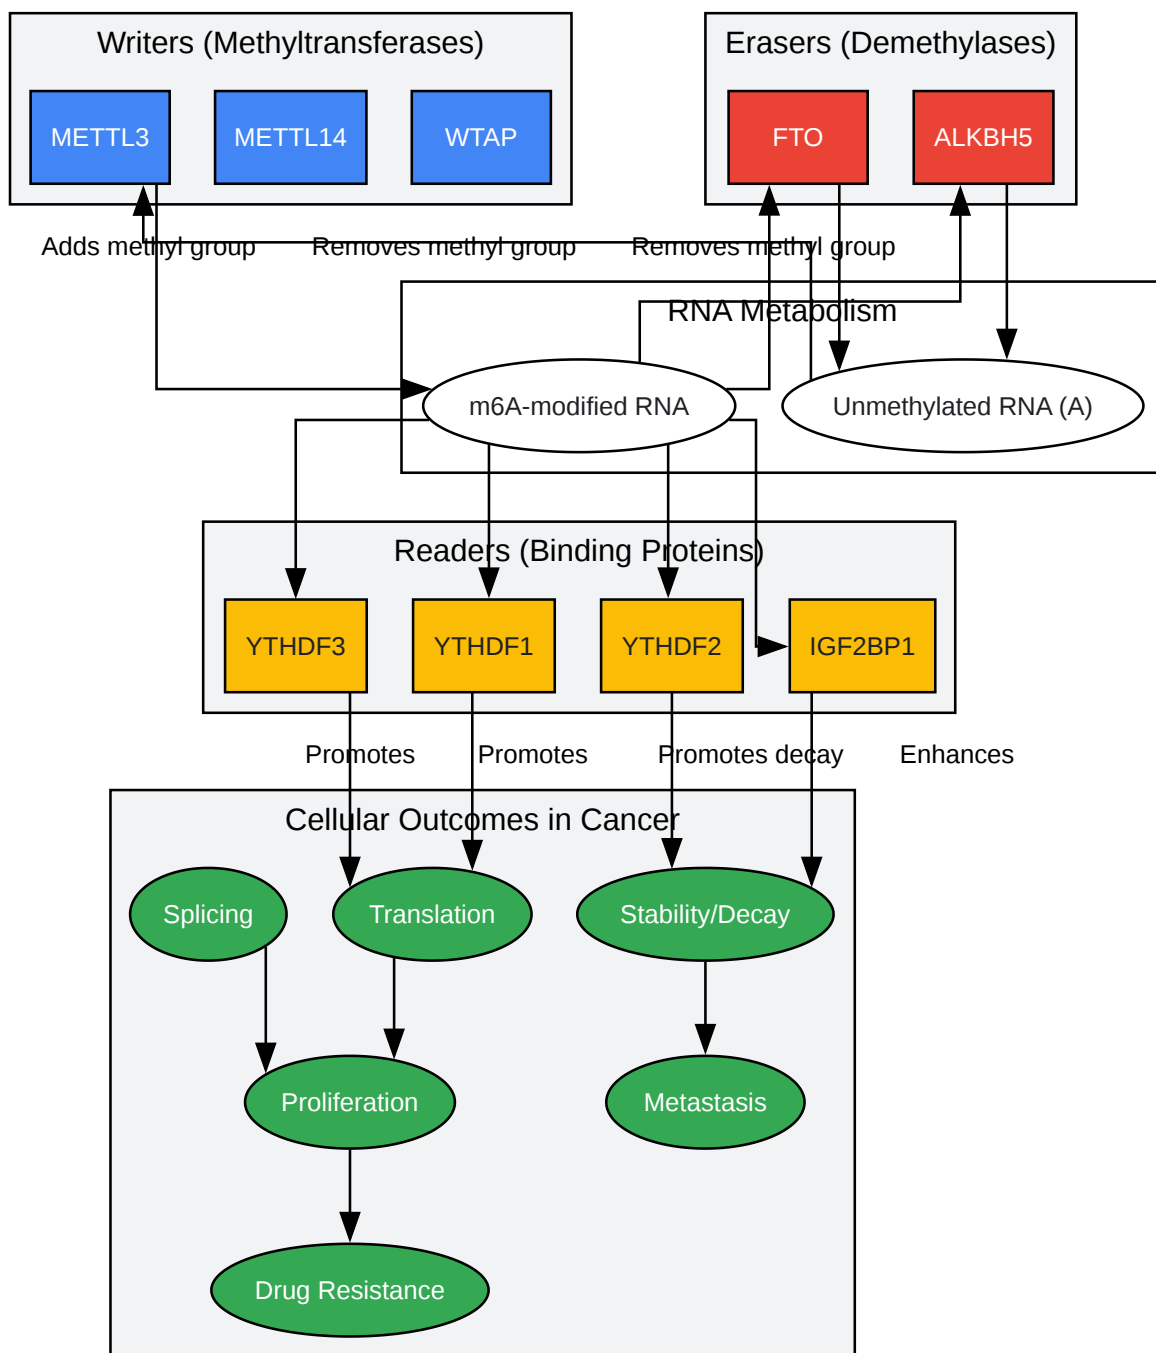 Writers (Methyltransferases)
Erasers (Demethylases)
METTL3
METTL14
WTAP
FTO
ALKBH5
Adds methyl group
Removes methyl group
Removes methyl group
RNA Metabolism
m6A-modified RNA
Unmethylated RNA (A)
Readers (Binding Proteins)
YTHDF3
YTHDF1
YTHDF2
IGF2BP1
Promotes
Promotes
Promotes decay
Enhances
Cellular Outcomes in Cancer
Splicing
Translation
Stability/Decay
Proliferation
Metastasis
Drug Resistance